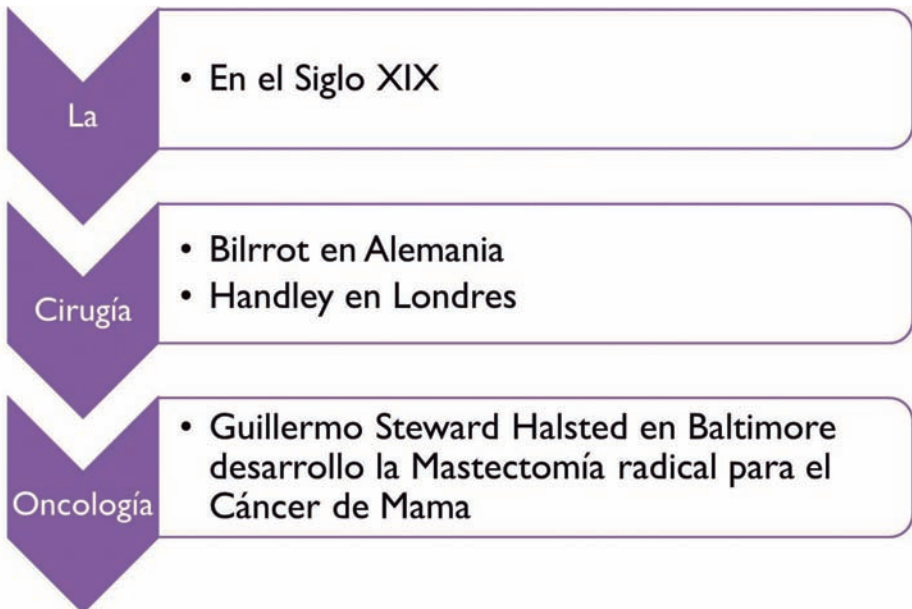 La
• En el Siglo XIX
Cirugía
• Bilrrot en Alemania
• Handley en Londres
Oncología
• Guillermo Steward Halsted en Baltimore
desarrollo la Mastectomía radical para el
Cáncer de Mama